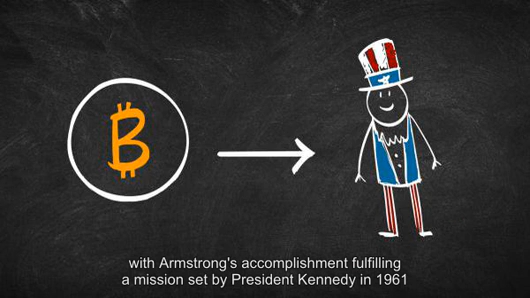 with Armstrong's accomplishment fulfilling
a mission set by President Kennedy in 1961